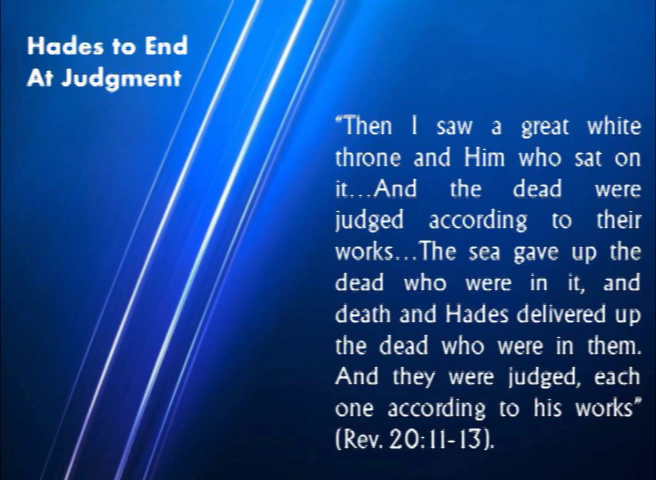 Hades to End
At Judgment
“Then I saw a great white
throne and Him who sat on
it…And the dead were
judged according to their
works…The sea gave up the
dead who were in it, and
death and Hades delivered up
the dead who were in them.
And they were judged, each
one according to his works”
(Rev. 20:11-13).